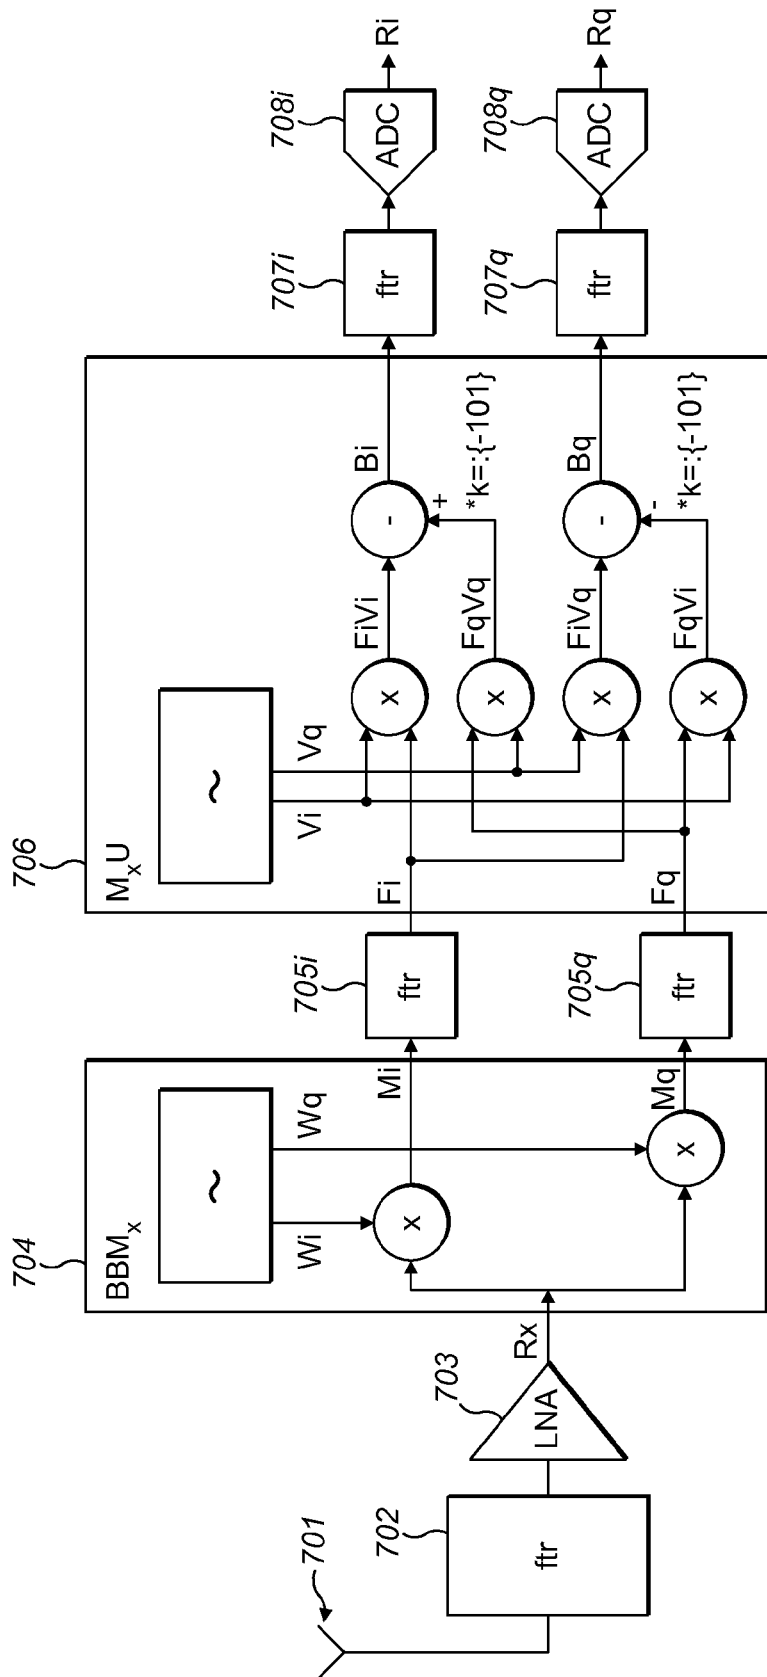 701
702
ftr
703
LNA
Rx
704
BBMx
~
Wi
Wq
x
x
Mi
Mq
705i
ftr
705q
ftr
706
MxU
~
Vi
Vq
Fi
Fq
x
x
x
x
FiVi
FqVq
FiVq
FqVi
-
+
*k=:{-101}
-
-
*k=:{-101}
Bi
Bq
707i
ftr
707q
ftr
708i
ADC
Ri
708q
ADC
Rq